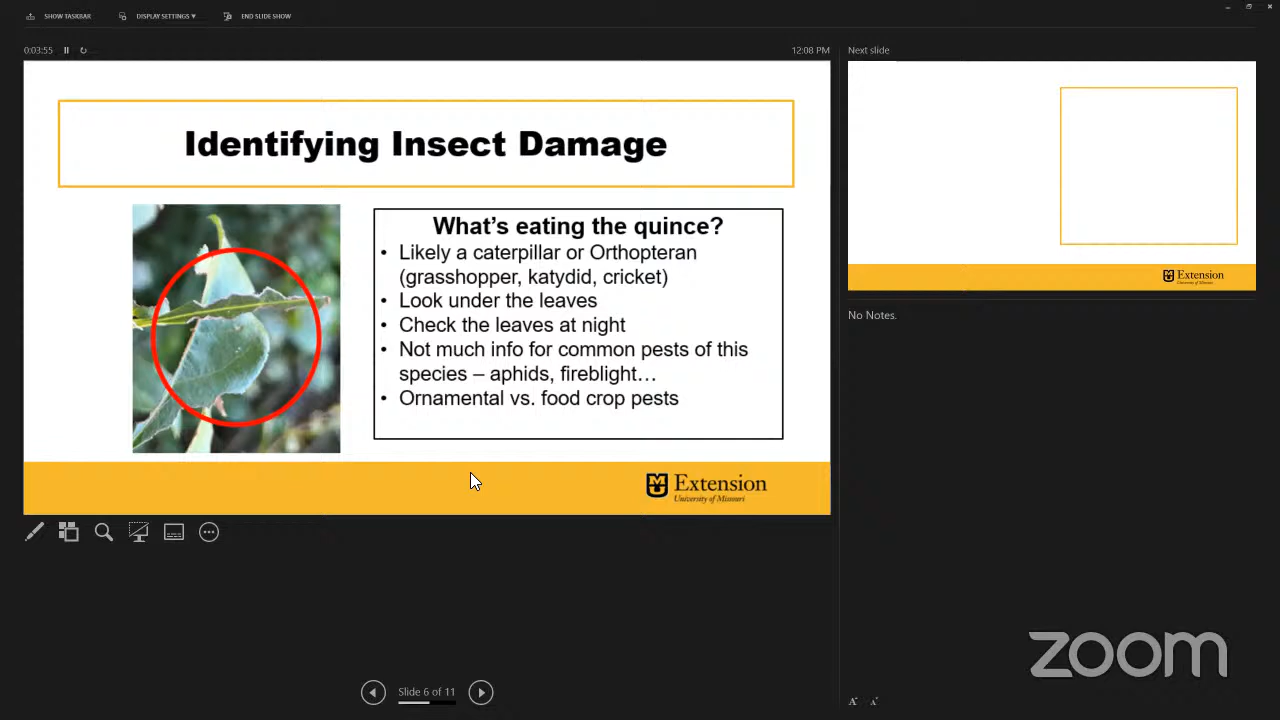 SHOW TASKBAR
DISPLAY SETTINGS ▾
END SLIDE SHOW
0:03:55
12:08 PM
Next slide
Identifying Insect Damage
What’s eating the quince?
• Likely a caterpillar or Orthopteran
(grasshopper, katydid, cricket)
• Look under the leaves
• Check the leaves at night
• Not much info for common pests of this
species – aphids, fireblight…
• Ornamental vs. food crop pests
Extension
University of Missouri
Extension
University of Missouri
No Notes.
Slide 6 of 11
zoom
A
A